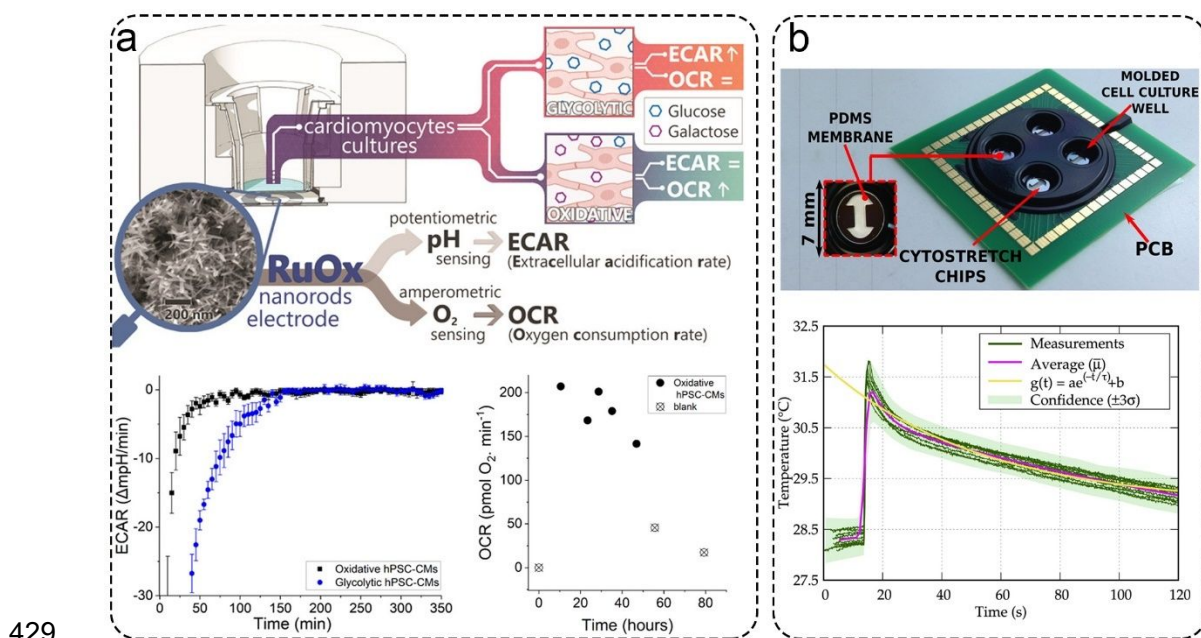 a
cardiomyocytes
cultures
GLYCOLYTIC
ECAR↑
OCR =
Glucose
Galactose
OXIDATIVE
ECAR =
OCR ↑
200 nm
RuOx
nanorods
electrode
potentiometric
pH
sensing
ECAR
(Extracellular acidification rate)
amperometric
O₂
sensing
OCR
(Oxygen consumption rate)
ECAR (ΔmpH/min)
0
-10
-20
-30
Oxidative hPSC-CMs
Glycolytic hPSC-CMs
0 50 100 150 200 250 300 350
Time (min)
OCR (pmol O₂· min⁻¹)
200
150
100
50
0
Oxidative
hPSC-CMs
blank
0 20 40 60 80
Time (hours)
b
MOLDED
CELL CULTURE
WELL
PDMS
MEMBRANE
7 mm
CYTOSTRETCH
CHIPS
PCB
Temperature (°C)
32.5
31.5
30.5
29.5
28.5
27.5
Measurements
Average (μ̄)
g(t) = ae^(-t/τ)+b
Confidence (±3σ)
0 20 40 60 80 100 120
Time (s)
429